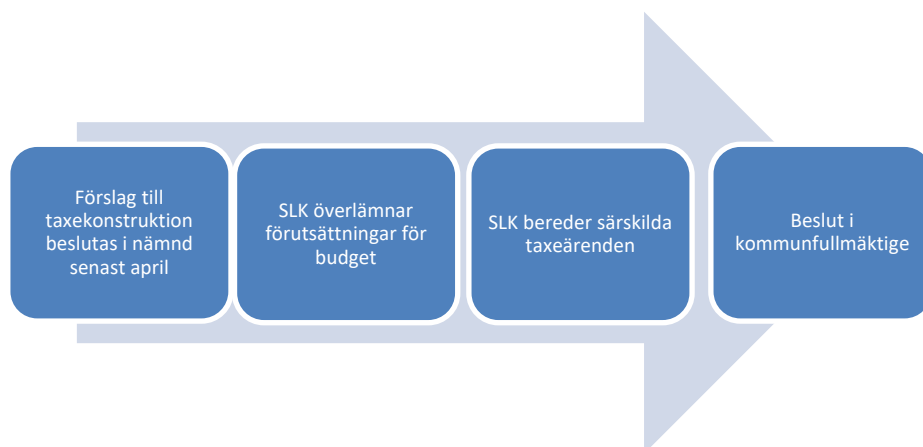 Förslag till
taxekonstruktion
beslutas i nämnd
senast april
SLK överlämnar
förutsättningar för
budget
SLK bereder särskilda
taxeärenden
Beslut i
kommunfullmäktige